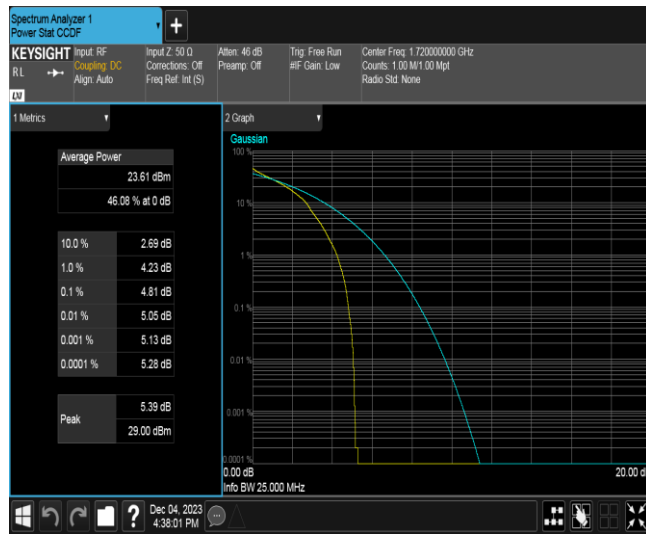 Spectrum Analyzer 1
Power Stat CCDF
+
KEYSIGHT
RL
LXI
Input: RF
Coupling: DC
Align: Auto
Input Z: 50 Ω
Corrections: Off
Freq Ref: Int (S)
Atten: 46 dB
Preamp: Off
Trig: Free Run
#IF Gain: Low
Center Freq: 1.720000000 GHz
Counts: 1.00 M/1.00 Mpt
Radio Std: None
1 Metrics
Average Power
23.61 dBm
46.08 % at 0 dB
10.0 % 2.69 dB
1.0 % 4.23 dB
0.1 % 4.81 dB
0.01 % 5.05 dB
0.001 % 5.13 dB
0.0001 % 5.28 dB
Peak
5.39 dB
29.00 dBm
2 Graph
Gaussian
100 %
10 %
1 %
0.1 %
0.01 %
0.001 %
0.0001 %
0.00 dB 20.00 d
Info BW 25.000 MHz
?
Dec 04, 2023
4:38:01 PM